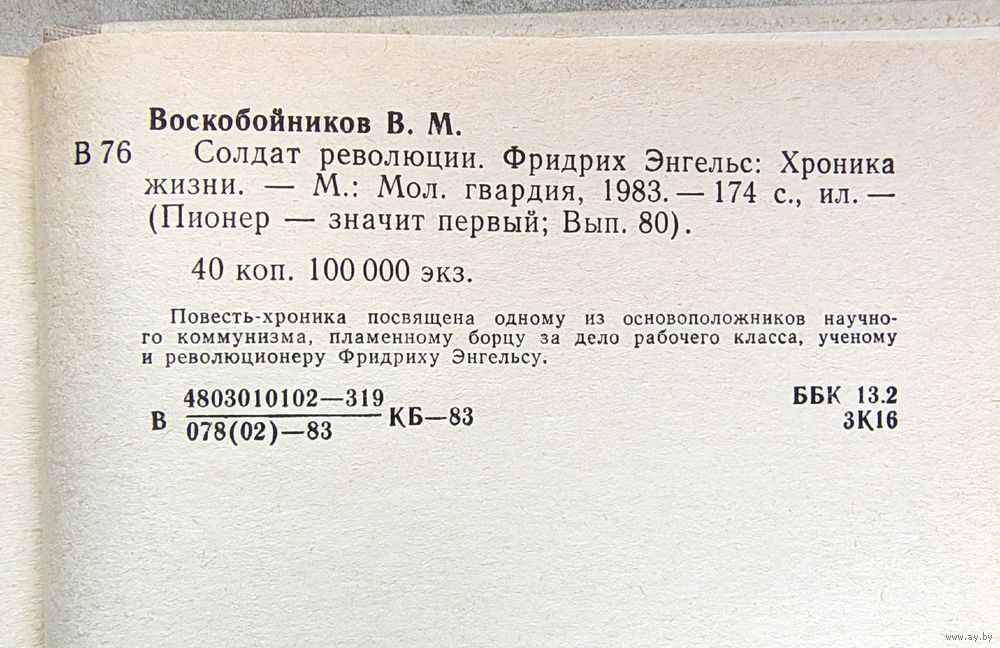 Воскобойников В. М.
В 76 Солдат революции. Фридрих Энгельс: Хроника
жизни. — М.: Мол. гвардия, 1983. — 174 с., ил. —
(Пионер — значит первый; Вып. 80).
40 коп. 100 000 экз.
Повесть-хроника посвящена одному из основоположников научно-
го коммунизма, пламенному борцу за дело рабочего класса, ученому
и революционеру Фридриху Энгельсу.
4803010102—319
В КБ—83
078(02)—83
ББК 13.2
3К16
www.ay.by